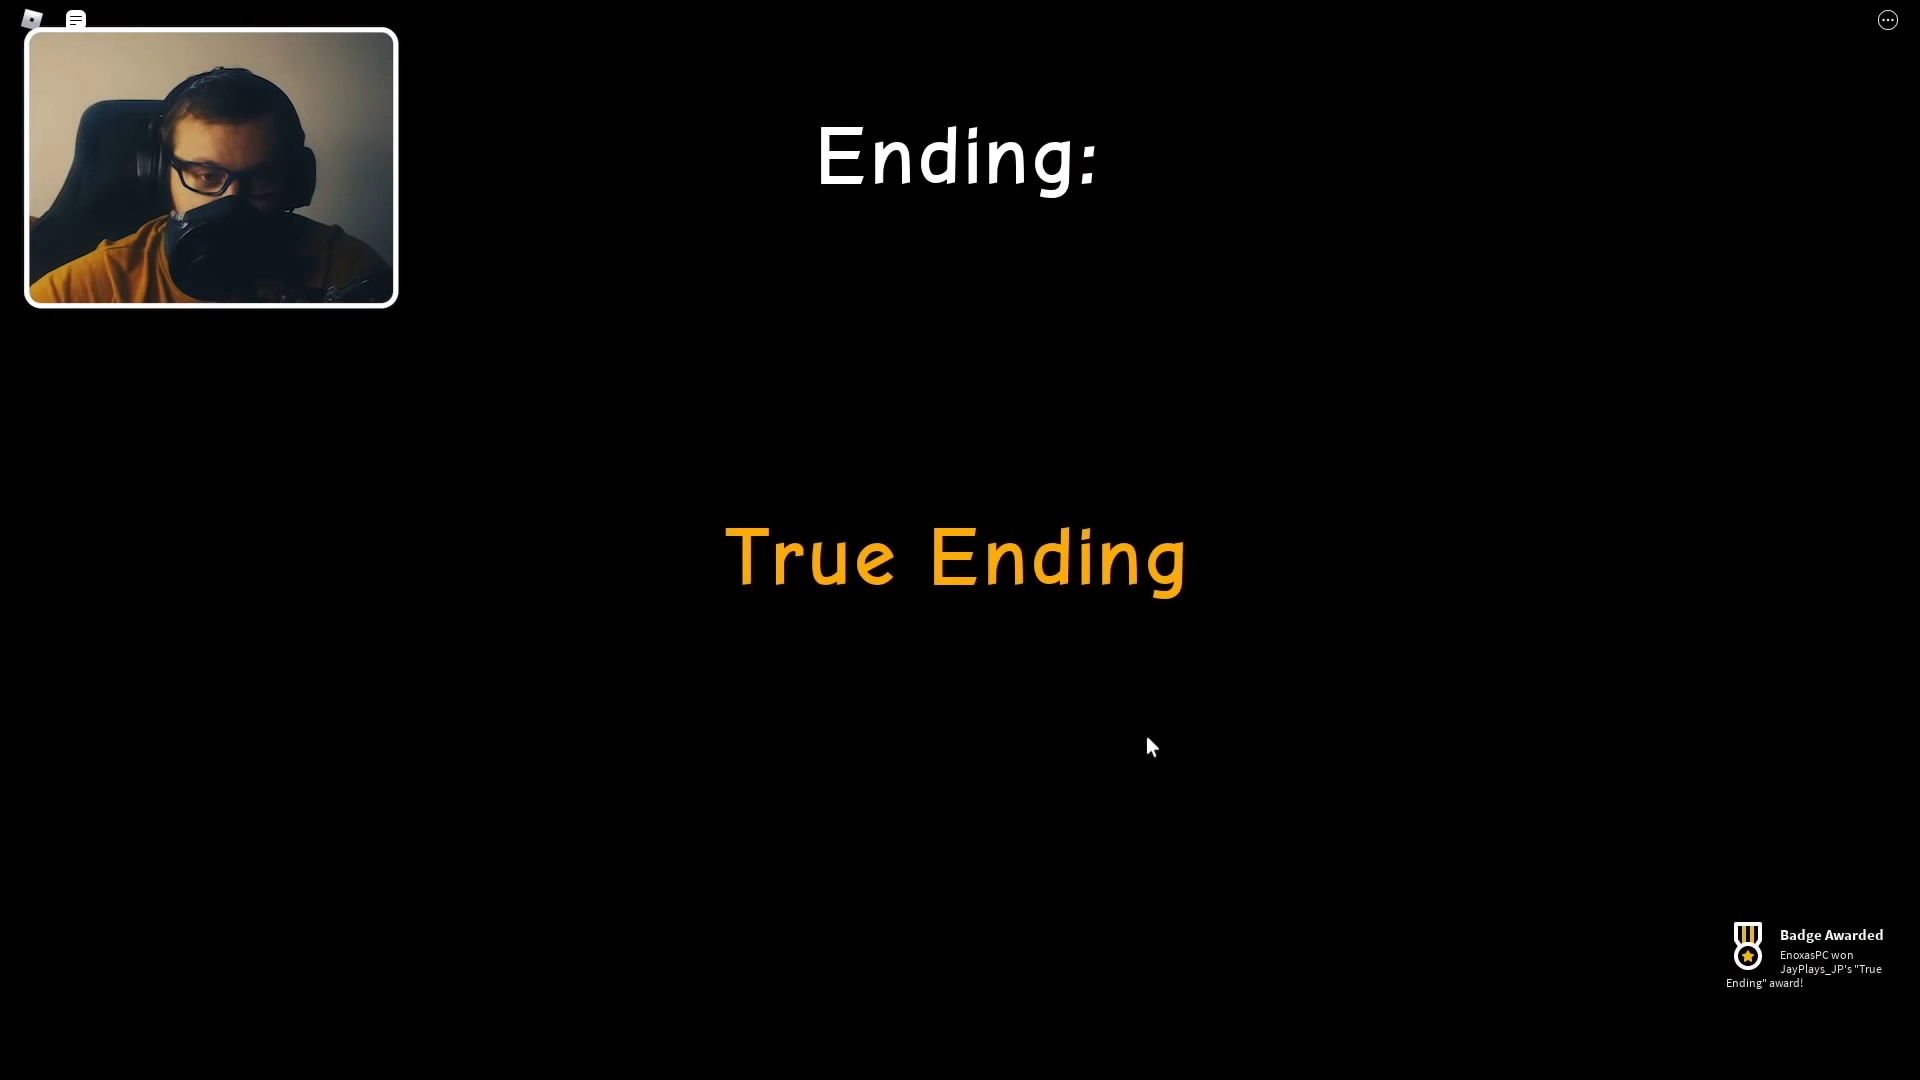 Ending:
True Ending
Badge Awarded
EnoxasPC won
JayPlays_JP's "True
Ending" award!